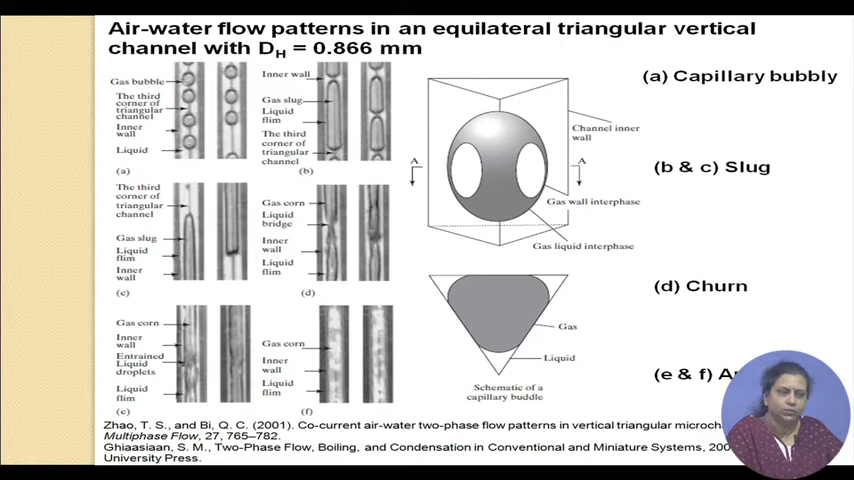 Air-water flow patterns in an equilateral triangular vertical
channel with DH = 0.866 mm
Gas bubble
The third
corner of
triangular
channel
Inner
wall
Liquid
(a)
Inner wall
Gas slug
Liquid
flim
The third
corner of
triangular
channel
(b)
The third
corner of
triangular
channel
Gas slug
Liquid
flim
Inner
wall
(c)
Gas corn
Liquid
bridge
Inner
wall
Liquid
flim
(d)
Gas corn
Inner
wall
Entrained
Liquid
droplets
Liquid
flim
(e)
Gas corn
Inner
wall
Liquid
flim
(f)
A
A
Channel inner
wall
Gas wall interphase
Gas liquid interphase
Gas
Liquid
Schematic of a
capillary buddle
(a) Capillary bubbly
(b & c) Slug
(d) Churn
(e & f)
Zhao, T. S., and Bi, Q. C. (2001). Co-current air-water two-phase flow patterns in vertical triangular
Multiphase Flow, 27, 765–782.
Ghiaasiaan, S. M., Two-Phase Flow, Boiling, and Condensation in Conventional and Miniature Systems,
University Press.